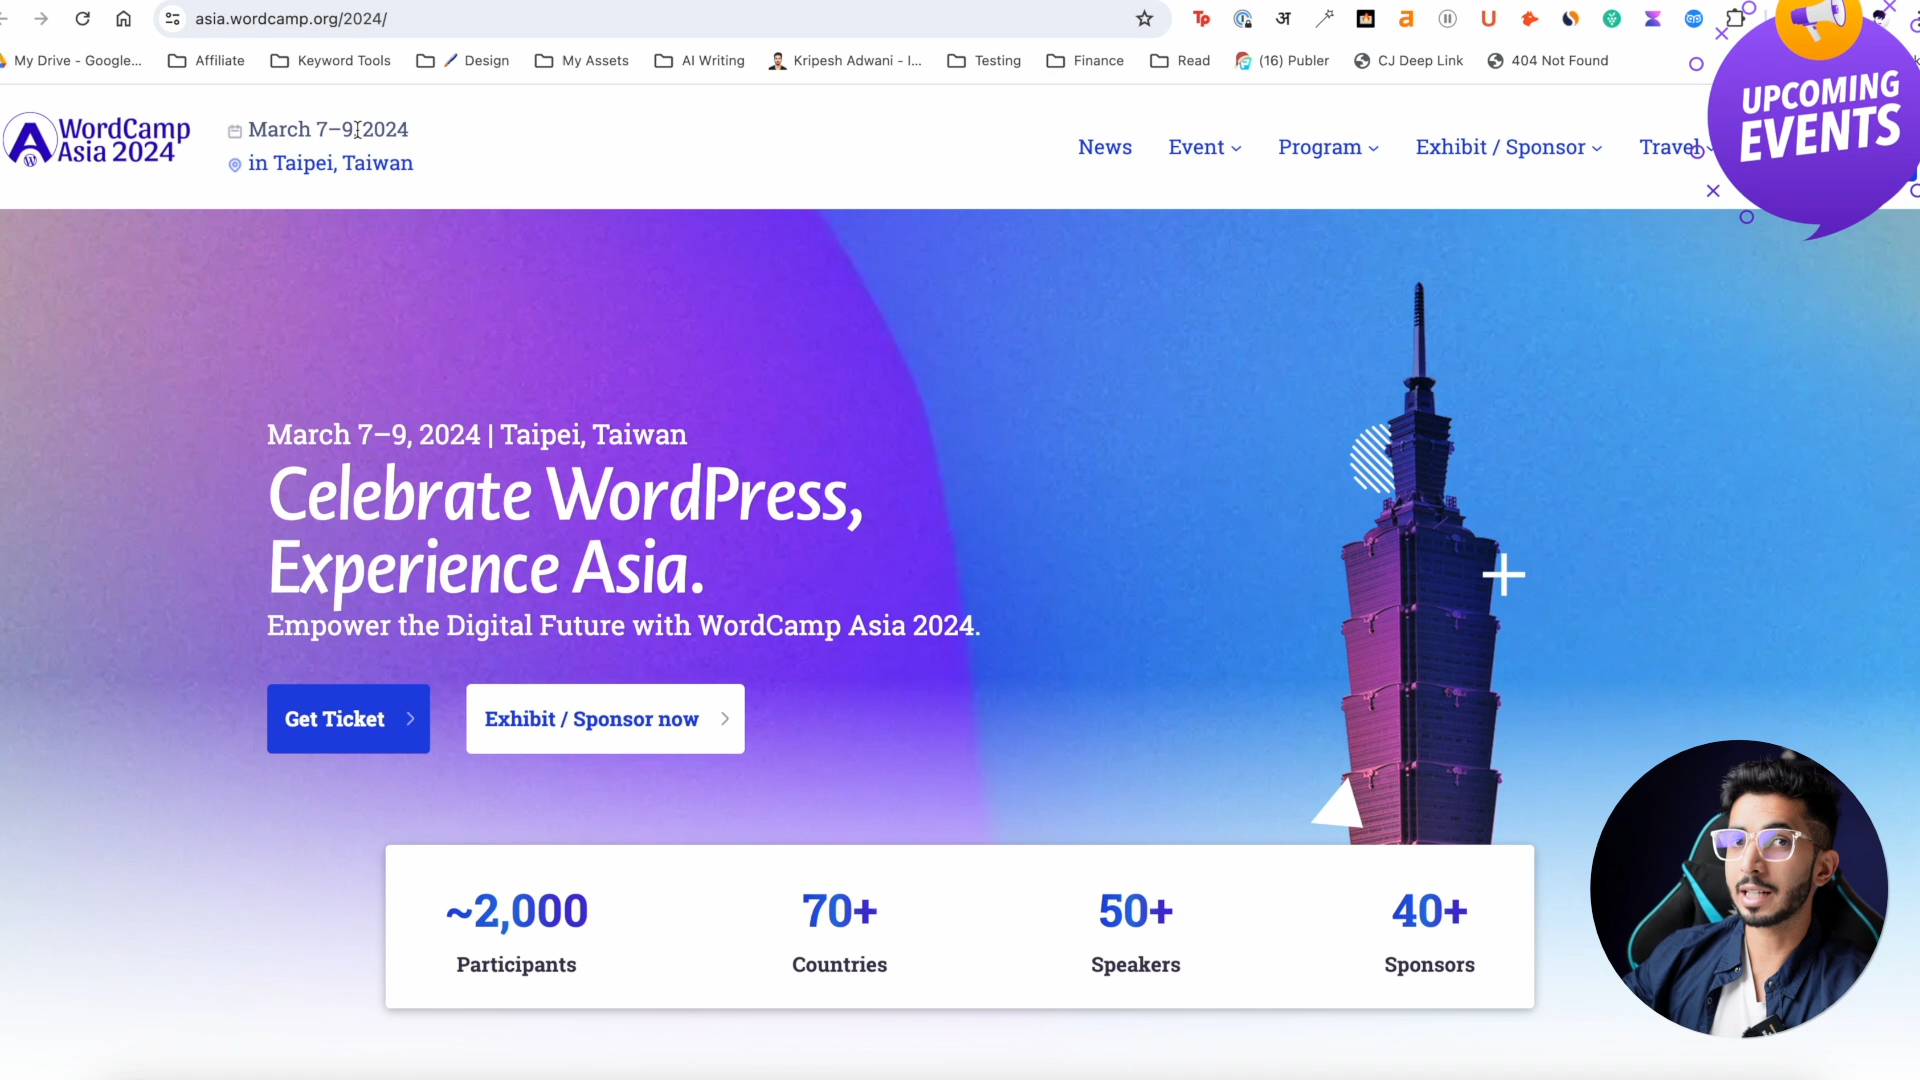 asia.wordcamp.org/2024/
Tp
अ
a
U
My Drive - Google...
Affiliate
Keyword Tools
Design
My Assets
AI Writing
Kripesh Adwani - I...
Testing
Finance
Read
(16) Publer
CJ Deep Link
404 Not Found
UPCOMING
EVENTS
WordCamp
Asia 2024
March 7–9, 2024
in Taipei, Taiwan
News
Event
Program
Exhibit / Sponsor
Travel
March 7–9, 2024 | Taipei, Taiwan
Celebrate WordPress,
Experience Asia.
Empower the Digital Future with WordCamp Asia 2024.
Get Ticket
Exhibit / Sponsor now
~2,000
Participants
70+
Countries
50+
Speakers
40+
Sponsors